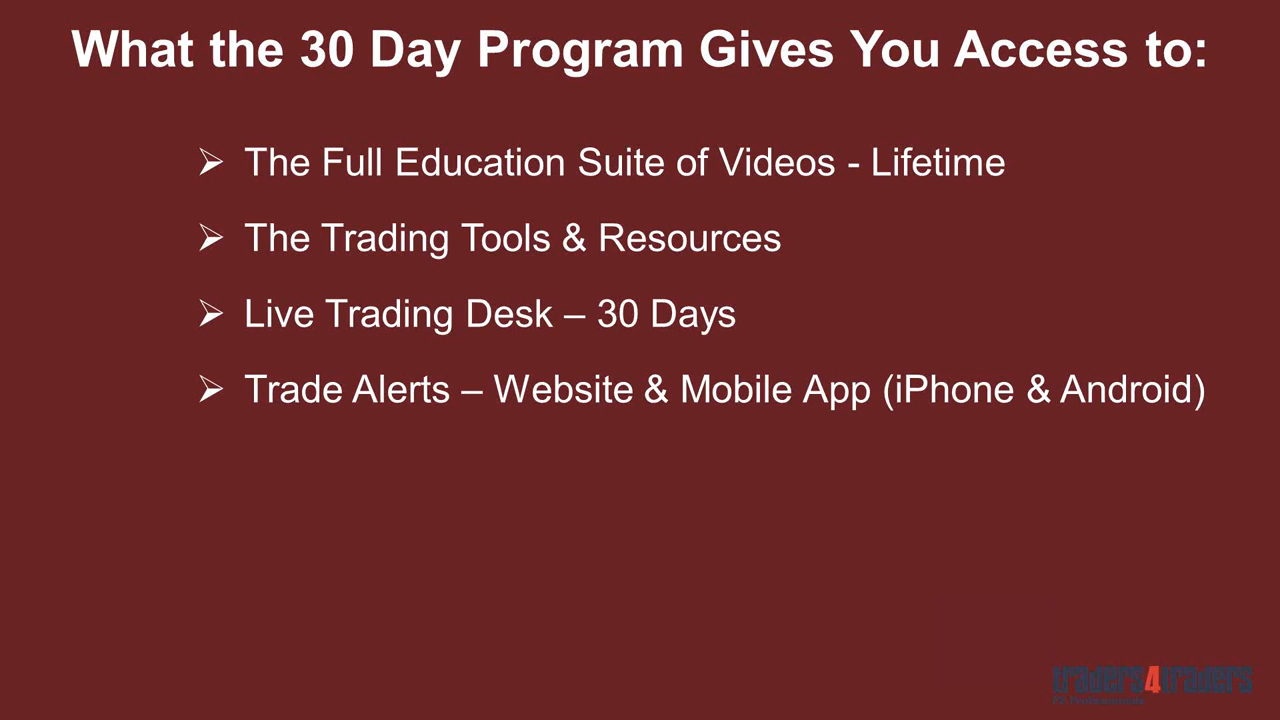 What the 30 Day Program Gives You Access to:
➢ The Full Education Suite of Videos - Lifetime
➢ The Trading Tools & Resources
➢ Live Trading Desk – 30 Days
➢ Trade Alerts – Website & Mobile App (iPhone & Android)
traders4traders